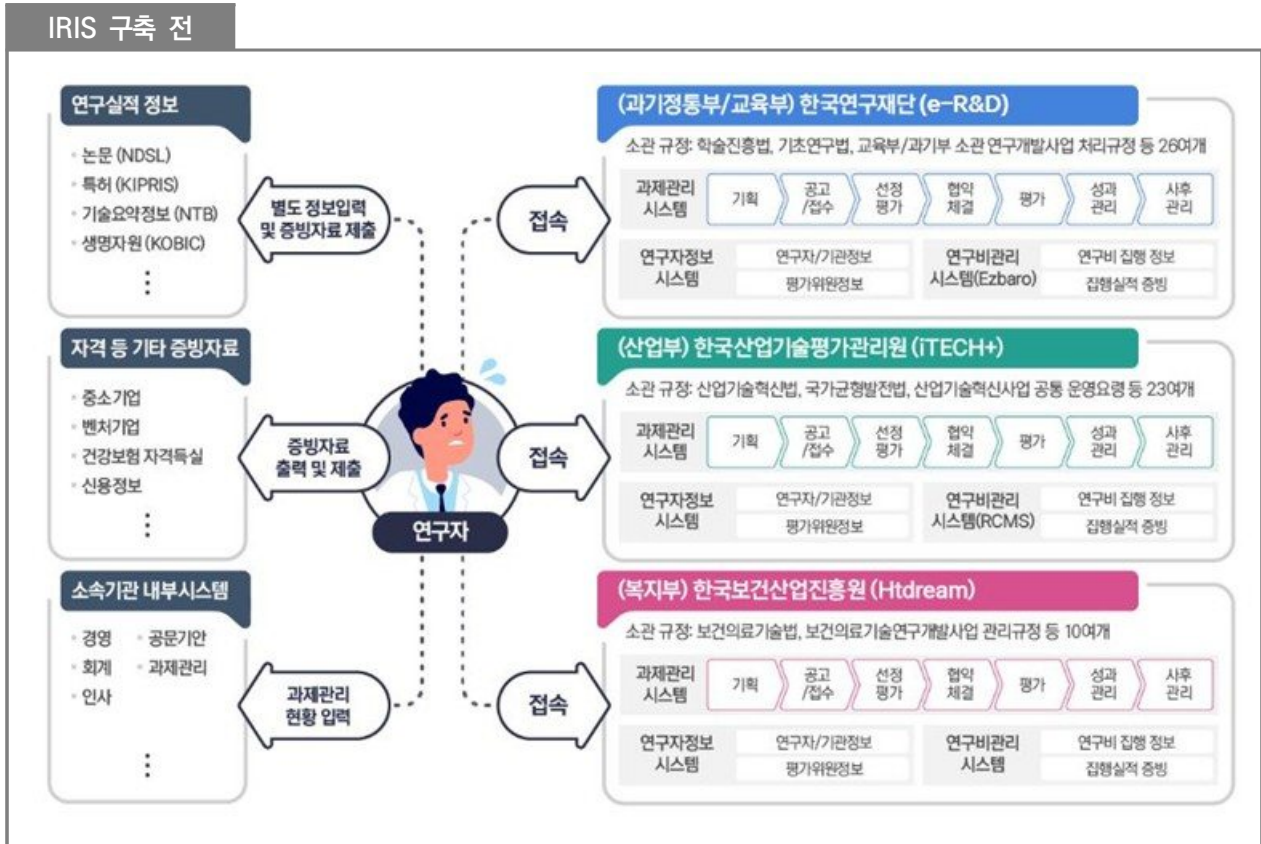 IRIS 구축 전
연구실적 정보
• 논문 (NDSL)
• 특허 (KIPRIS)
• 기술요약정보 (NTB)
• 생명자원 (KOBIC)
⋮
별도 정보입력
및 증빙자료 제출
자격 등 기타 증빙자료
• 중소기업
• 벤처기업
• 건강보험 자격득실
• 신용정보
⋮
증빙자료
출력 및 제출
소속기관 내부시스템
• 경영 • 공문기안
• 회계 • 과제관리
• 인사
⋮
과제관리
현황 입력
연구자
접속
(과기정통부/교육부) 한국연구재단 (e-R&D)
소관 규정: 학술진흥법, 기초연구법, 교육부/과기부 소관 연구개발사업 처리규정 등 26여개
과제관리
시스템
기획
공고
/접수
선정
평가
협약
체결
평가
성과
관리
사후
관리
연구자정보
시스템
연구자/기관정보
평가위원정보
연구비관리
시스템(Ezbaro)
연구비 집행 정보
집행실적 증빙
접속
(산업부) 한국산업기술평가관리원 (iTECH+)
소관 규정: 산업기술혁신법, 국가균형발전법, 산업기술혁신사업 공통 운영요령 등 23여개
과제관리
시스템
기획
공고
/접수
선정
평가
협약
체결
평가
성과
관리
사후
관리
연구자정보
시스템
연구자/기관정보
평가위원정보
연구비관리
시스템(RCMS)
연구비 집행 정보
집행실적 증빙
접속
(복지부) 한국보건산업진흥원 (Htdream)
소관 규정: 보건의료기술법, 보건의료기술연구개발사업 관리규정 등 10여개
과제관리
시스템
기획
공고
/접수
선정
평가
협약
체결
평가
성과
관리
사후
관리
연구자정보
시스템
연구자/기관정보
평가위원정보
연구비관리
시스템
연구비 집행 정보
집행실적 증빙